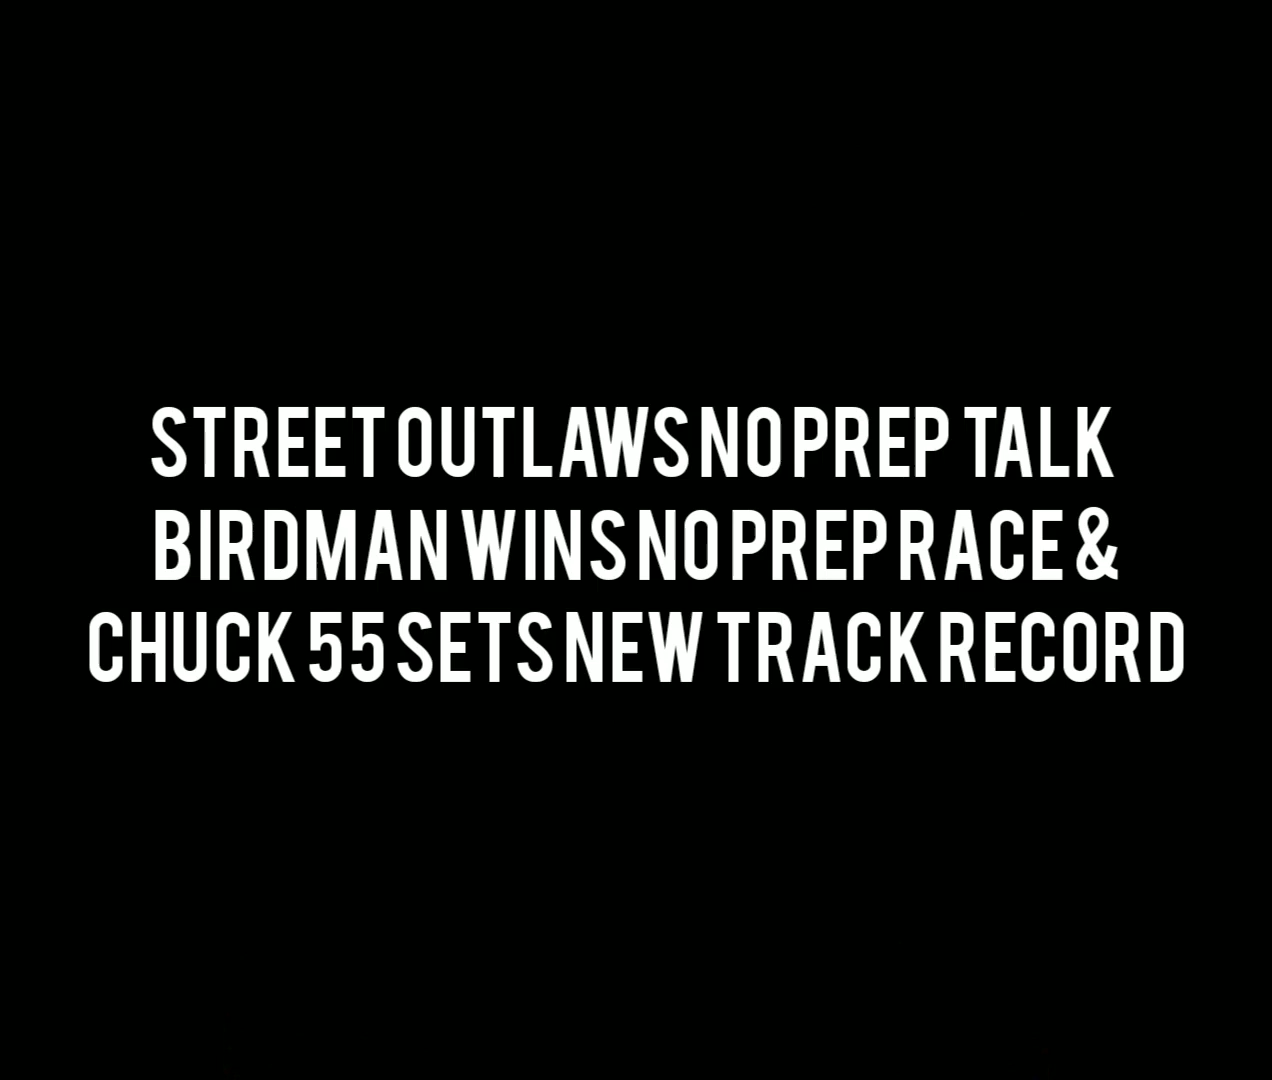 STREET OUTLAWS NO PREP TALK
BIRDMAN WINS NO PREP RACE &
CHUCK 55 SETS NEW TRACK RECORD